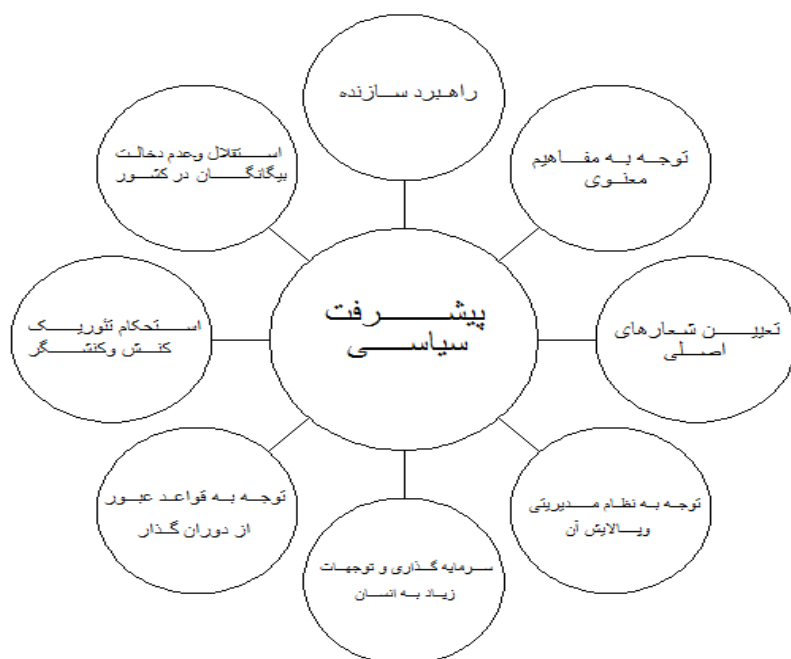 راهبرد سازنده
توجه به مفاهیم
معنوی
تعیین شعارهای
اصلی
توجه به نظام مدیریتی
وپالایش آن
سرمایه گذاری و توجهات
زیاد به انسان
توجه به قواعد عبور
از دوران گذار
استحکام تئوریک
کنش وکنشگر
استقلال وعدم دخالت
بیگانگان در کشور
پیشرفت
سیاسی